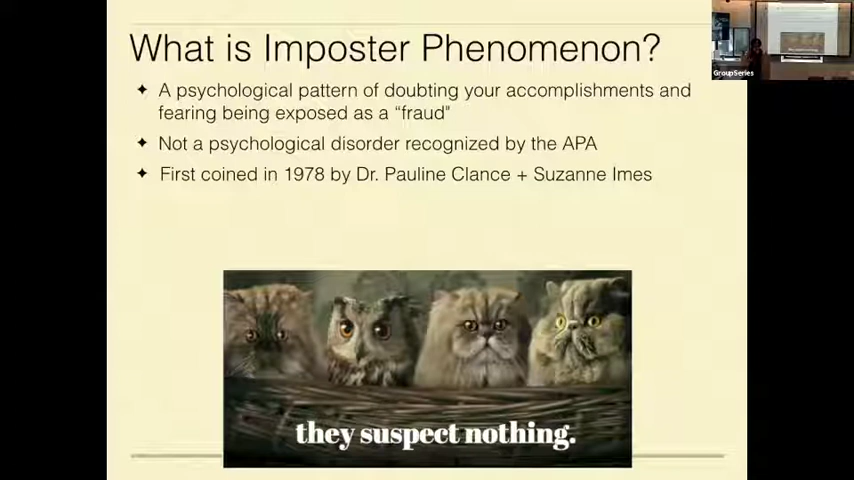 What is Imposter Phenomenon?
✦ A psychological pattern of doubting your accomplishments and
fearing being exposed as a “fraud"
✦ Not a psychological disorder recognized by the APA
✦ First coined in 1978 by Dr. Pauline Clance + Suzanne Imes
they suspect nothing.
GroupSeries